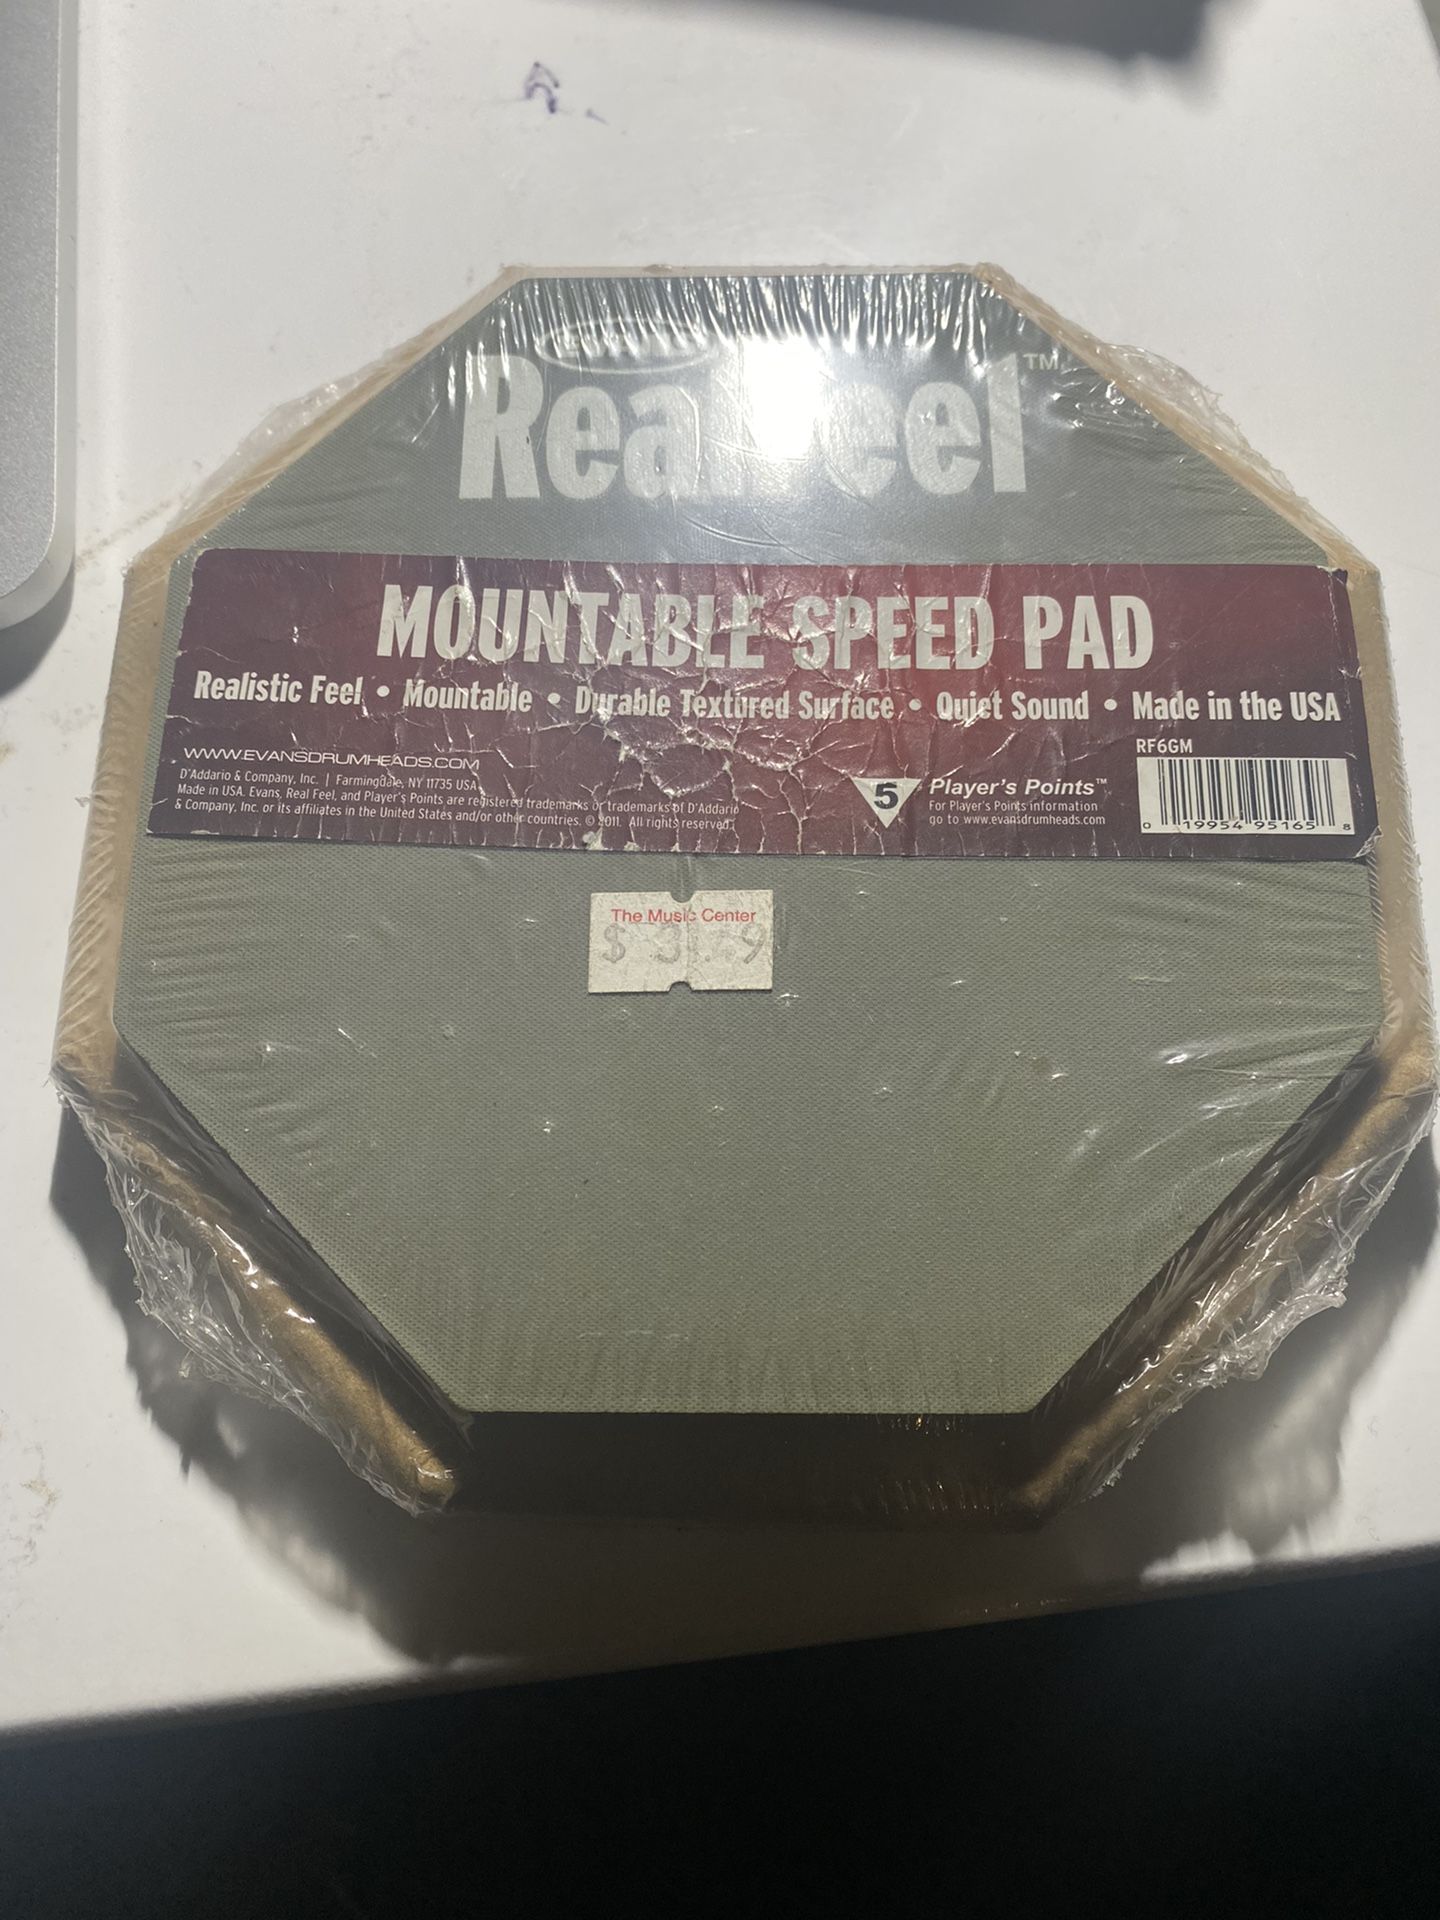 RealFeel™
MOUNTABLE SPEED PAD
Realistic Feel • Mountable • Durable Textured Surface • Quiet Sound • Made in the USA
RF6GM
WWW.EVANSDRUMHEADS.COM
D'Addario & Company, Inc. | Farmingdale, NY 11735 USA
Made in USA. Evans, Real Feel, and Player's Points are registered trademarks or trademarks of D'Addario
& Company, Inc. or its affiliates in the United States and/or other countries. © 2011. All rights reserved.
5 Player's Points™
For Player's Points information
go to www.evansdrumheads.com
0 19954 95165 8
The Music Center
$